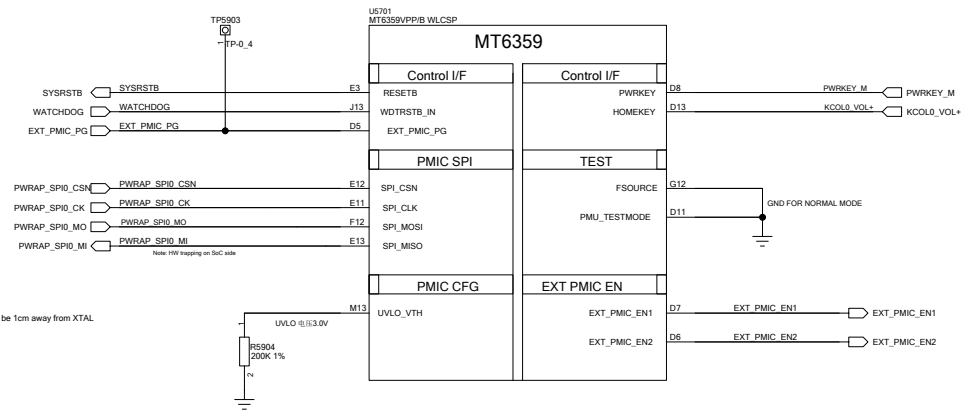 U5701
MT6359VPP/B WLCSP
TP5903
1
TP-0_4
MT6359
Control I/F
Control I/F
SYSRSTB
SYSRSTB
E3
RESETB
PWRKEY
D8
PWRKEY_M
PWRKEY_M
WATCHDOG
WATCHDOG
J13
WDTRSTB_IN
HOMEKEY
D13
KCOL0_VOL+
KCOL0_VOL+
EXT_PMIC_PG
EXT_PMIC_PG
D5
EXT_PMIC_PG
PMIC SPI
TEST
PWRAP_SPI0_CSN
PWRAP_SPI0_CSN
E12
SPI_CSN
FSOURCE
G12
GND FOR NORMAL MODE
PWRAP_SPI0_CK
PWRAP_SPI0_CK
E11
SPI_CLK
PMU_TESTMODE
D11
PWRAP_SPI0_MO
PWRAP_SPI0_MO
F12
SPI_MOSI
PWRAP_SPI0_MI
PWRAP_SPI0_MI
E13
SPI_MISO
Note: HW trapping on SoC side
PMIC CFG
EXT PMIC EN
M13
UVLO_VTH
EXT_PMIC_EN1
D7
EXT_PMIC_EN1
EXT_PMIC_EN1
be 1cm away from XTAL
1
UVLO 电压3.0V
R5904
200K 1%
2
EXT_PMIC_EN2
D6
EXT_PMIC_EN2
EXT_PMIC_EN2